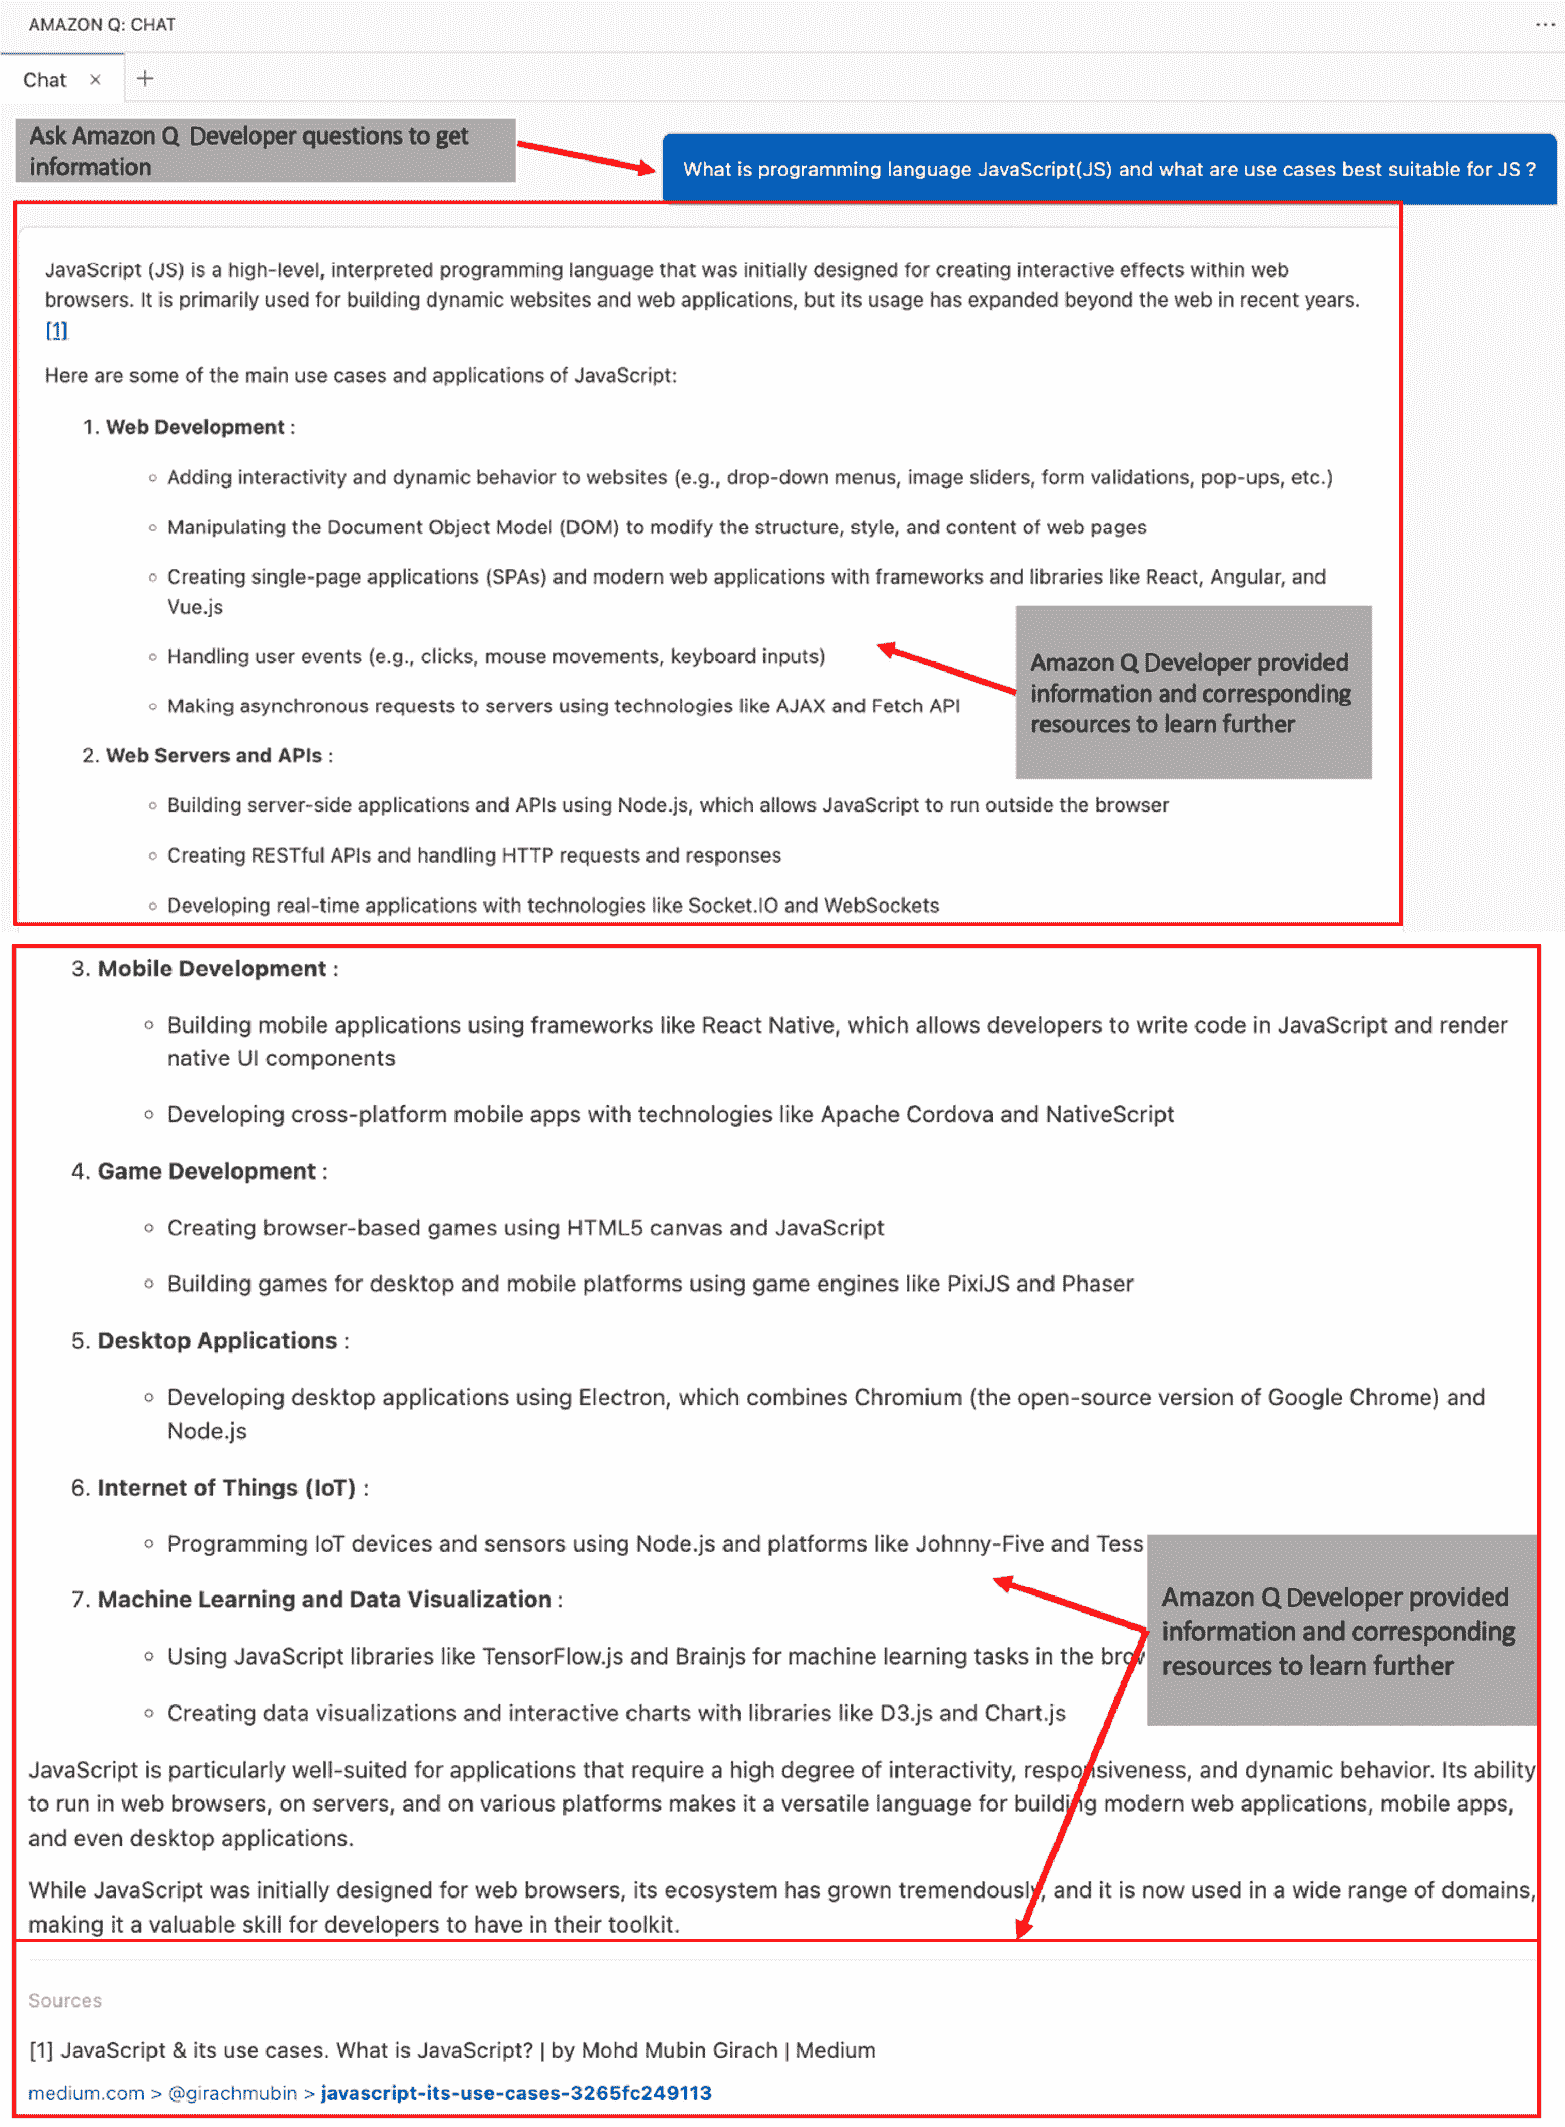 AMAZON Q: CHAT
Chat × +
Ask Amazon Q Developer questions to get
information
What is programming language JavaScript(JS) and what are use cases best suitable for JS ?
JavaScript (JS) is a high-level, interpreted programming language that was initially designed for creating interactive effects within web
browsers. It is primarily used for building dynamic websites and web applications, but its usage has expanded beyond the web in recent years.
[1]
Here are some of the main use cases and applications of JavaScript:
1. Web Development :
◦ Adding interactivity and dynamic behavior to websites (e.g., drop-down menus, image sliders, form validations, pop-ups, etc.)
◦ Manipulating the Document Object Model (DOM) to modify the structure, style, and content of web pages
◦ Creating single-page applications (SPAs) and modern web applications with frameworks and libraries like React, Angular, and
Vue.js
◦ Handling user events (e.g., clicks, mouse movements, keyboard inputs)
◦ Making asynchronous requests to servers using technologies like AJAX and Fetch API
Amazon Q Developer provided
information and corresponding
resources to learn further
2. Web Servers and APIs :
◦ Building server-side applications and APIs using Node.js, which allows JavaScript to run outside the browser
◦ Creating RESTful APIs and handling HTTP requests and responses
◦ Developing real-time applications with technologies like Socket.IO and WebSockets
3. Mobile Development :
◦ Building mobile applications using frameworks like React Native, which allows developers to write code in JavaScript and render
native UI components
◦ Developing cross-platform mobile apps with technologies like Apache Cordova and NativeScript
4. Game Development :
◦ Creating browser-based games using HTML5 canvas and JavaScript
◦ Building games for desktop and mobile platforms using game engines like PixiJS and Phaser
5. Desktop Applications :
◦ Developing desktop applications using Electron, which combines Chromium (the open-source version of Google Chrome) and
Node.js
6. Internet of Things (IoT) :
◦ Programming IoT devices and sensors using Node.js and platforms like Johnny-Five and Tess
7. Machine Learning and Data Visualization :
◦ Using JavaScript libraries like TensorFlow.js and Brainjs for machine learning tasks in the
◦ Creating data visualizations and interactive charts with libraries like D3.js and Chart.js
Amazon Q Developer provided
information and corresponding
resources to learn further
JavaScript is particularly well-suited for applications that require a high degree of interactivity, responsiveness, and dynamic behavior. Its ability
to run in web browsers, on servers, and on various platforms makes it a versatile language for building modern web applications, mobile apps,
and even desktop applications.
While JavaScript was initially designed for web browsers, its ecosystem has grown tremendously, and it is now used in a wide range of domains,
making it a valuable skill for developers to have in their toolkit.
Sources
[1] JavaScript & its use cases. What is JavaScript? | by Mohd Mubin Girach | Medium
medium.com > @girachmubin > javascript-its-use-cases-3265fc249113